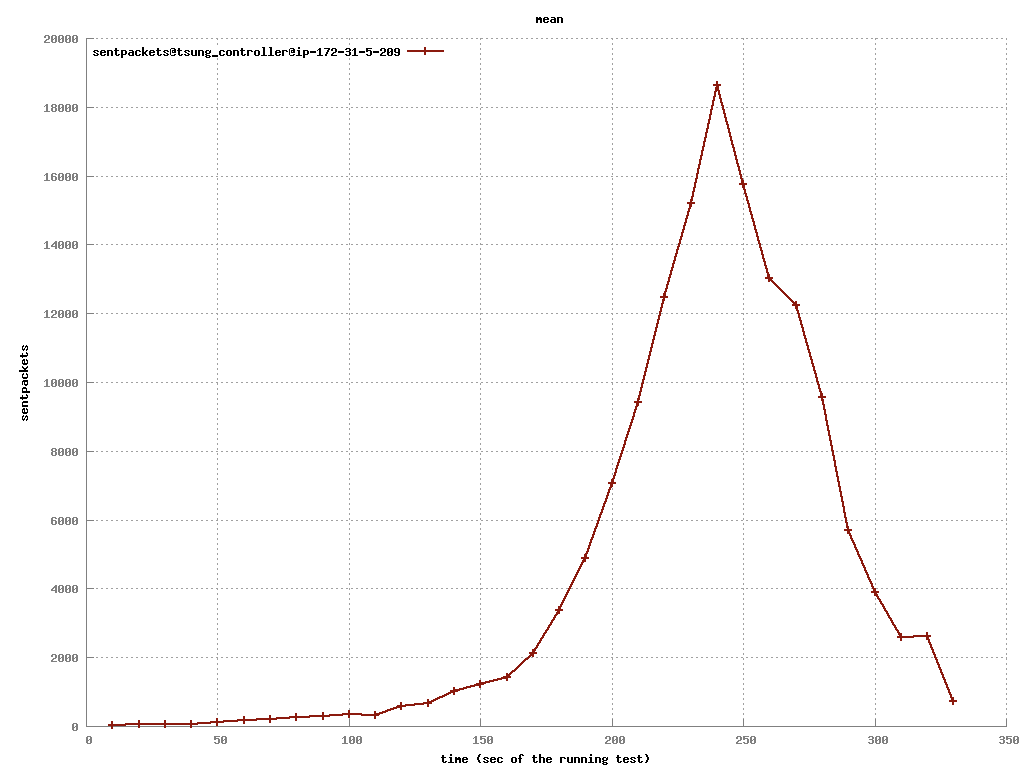 mean
sentpackets@tsung_controller@ip-172-31-5-209
20000
18000
16000
14000
12000
10000
8000
6000
4000
2000
0
sentpackets
0 50 100 150 200 250 300 350
time (sec of the running test)